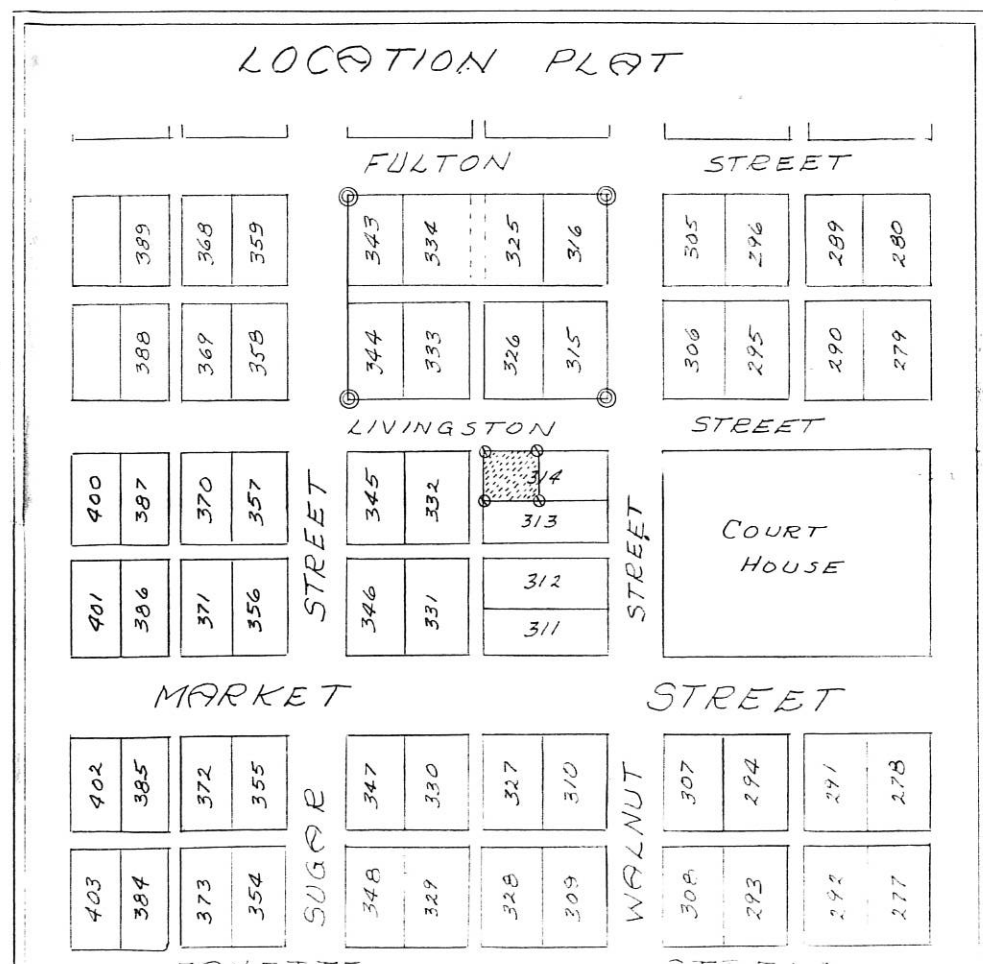 LOCATION PLAT
FULTON STREET
389 368 359 343 334 325 316 305 296 289 280
388 369 358 344 333 326 315 306 295 290 279
LIVINGSTON STREET
400 387 370 357 345 332 314
313
COURT
HOUSE
401 386 371 356 346 331 312
311
STREET
STREET
MARKET STREET
402 385 372 355 347 330 327 310 307 294 291 278
403 384 373 354 348 329 328 309 308 293 292 277
SUGAR
WALNUT